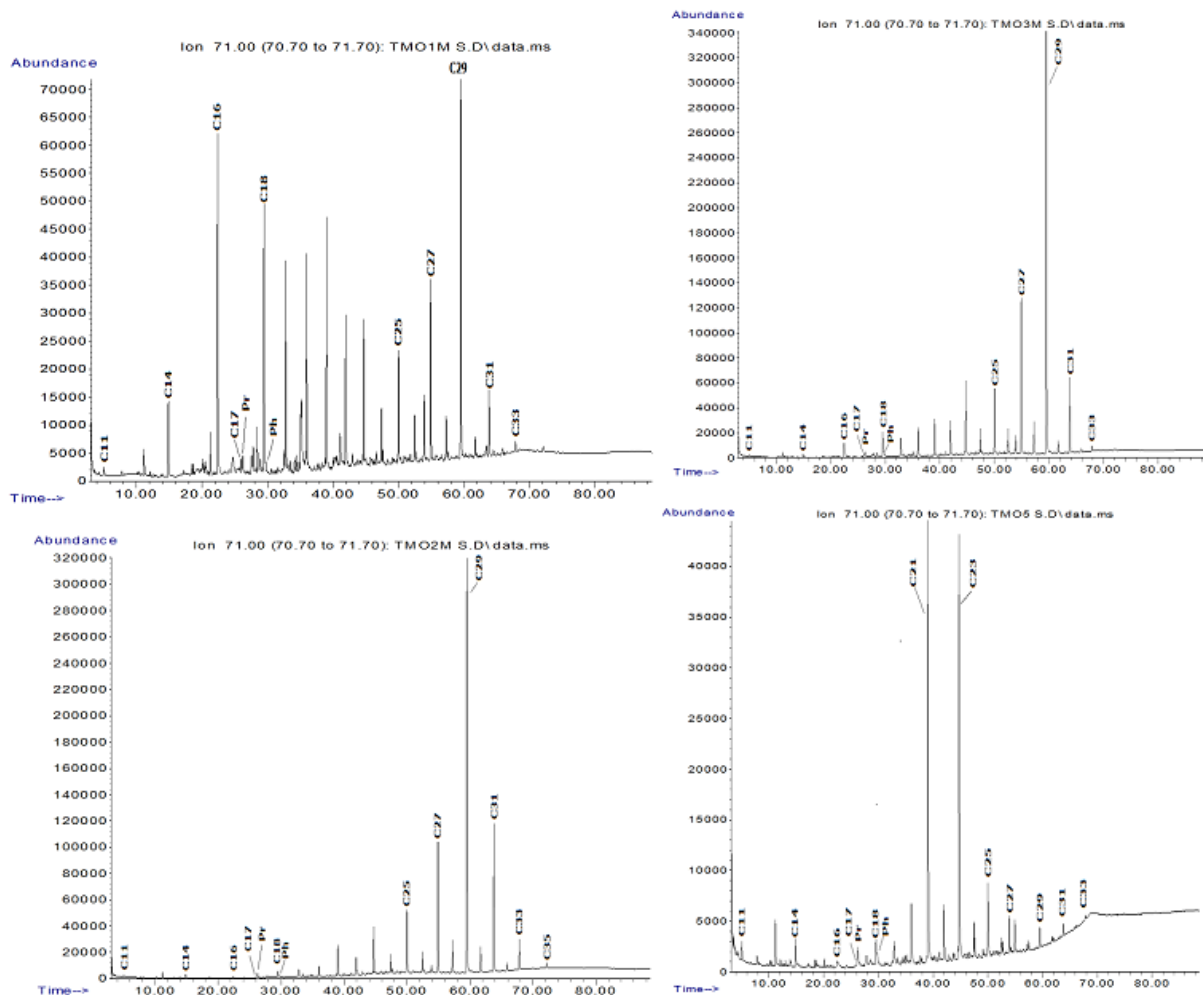 Ion 71.00 (70.70 to 71.70): TMO1M S.D\data.ms
Abundance
C29
70000
65000
60000
55000
50000
45000
40000
35000
30000
25000
20000
15000
10000
5000
0
C16
C18
C27
C25
C14
C17
Pr
C31
C11
Ph
C33
10.00 20.00 30.00 40.00 50.00 60.00 70.00 80.00
Time-->
Abundance
Ion 71.00 (70.70 to 71.70): TMO3M S.D\data.ms
340000
320000
300000
280000
260000
240000
220000
200000
180000
160000
140000
120000
100000
80000
60000
40000
20000
0
C29
C27
C31
C25
C16
C17
C18
C11
C14
Pr
Ph
C33
10.00 20.00 30.00 40.00 50.00 60.00 70.00 80.00
Time-->
Abundance
Ion 71.00 (70.70 to 71.70): TMO2M S.D\data.ms
320000
300000
280000
260000
240000
220000
200000
180000
160000
140000
120000
100000
80000
60000
40000
20000
0
C29
C31
C27
C25
C33
C17
Pr
C18
C11
C14
C16
Ph
C35
10.00 20.00 30.00 40.00 50.00 60.00 70.00 80.00
Time-->
Abundance
Ion 71.00 (70.70 to 71.70): TMO5 S.D\data.ms
40000
35000
30000
25000
20000
15000
10000
5000
0
C21
C23
C25
C27
C29
C31
C33
C11
C14
C16
C17
Pr
C18
Ph
10.00 20.00 30.00 40.00 50.00 60.00 70.00 80.00
Time-->